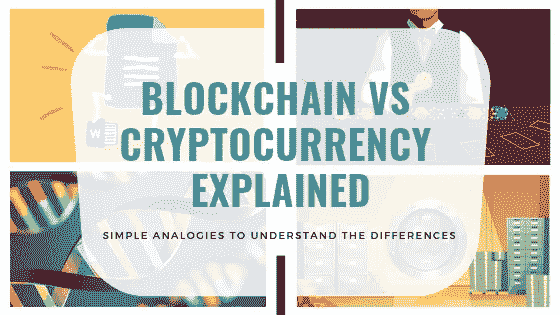 BLOCKCHAIN VS
CRYPTOCURRENCY
EXPLAINED
SIMPLE ANALOGIES TO UNDERSTAND THE DIFFERENCES
W